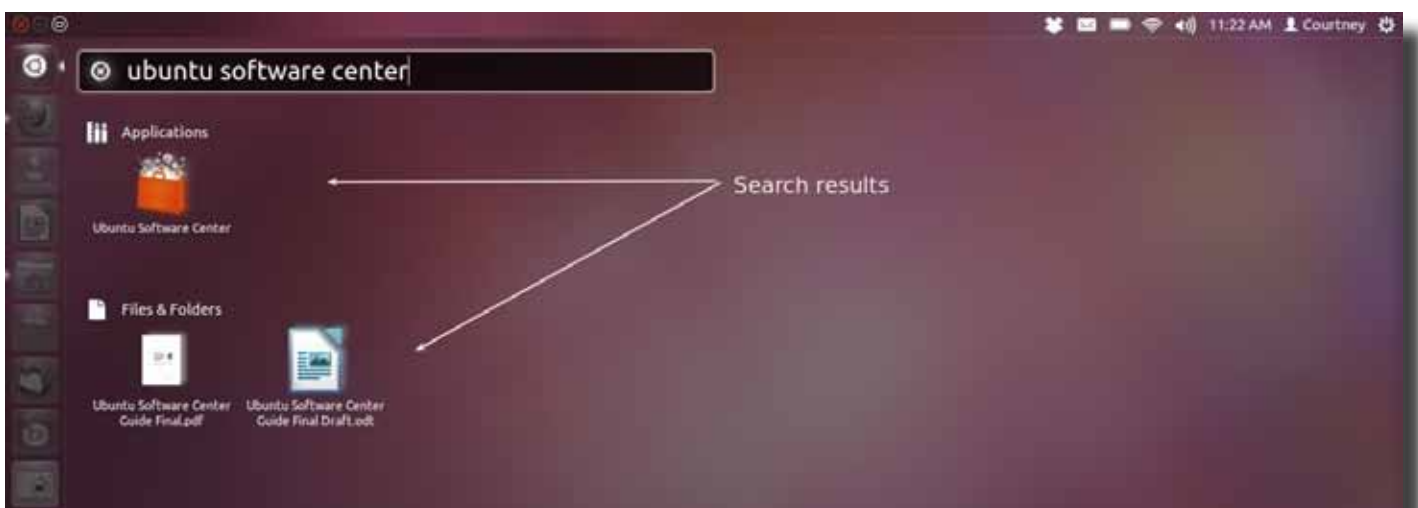 11:22 AM Courtney
ubuntu software center
Applications
Ubuntu Software Center
Search results
Files & Folders
Ubuntu Software Center
Guide Final.pdf
Ubuntu Software Center
Guide Final Draft.odt